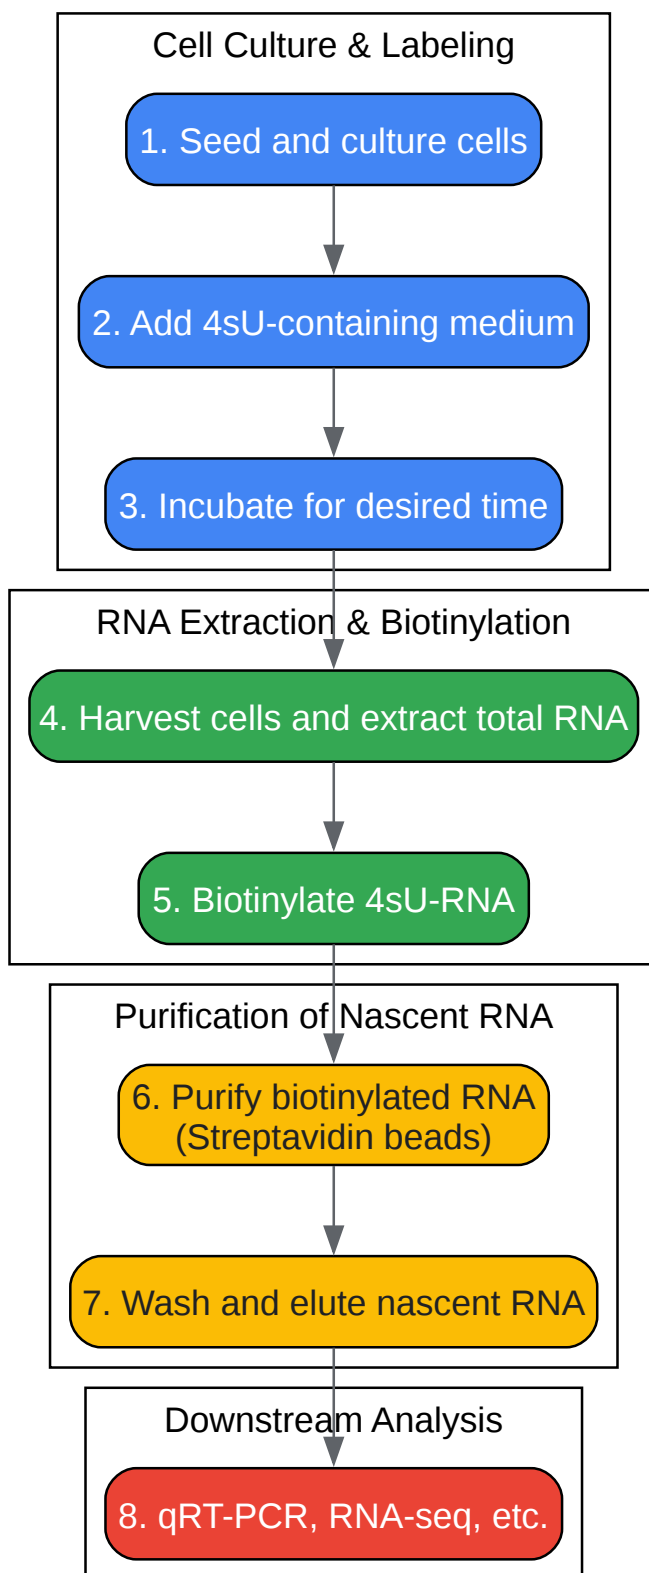 Cell Culture & Labeling
1. Seed and culture cells
2. Add 4sU-containing medium
3. Incubate for desired time
RNA Extraction & Biotinylation
4. Harvest cells and extract total RNA
5. Biotinylate 4sU-RNA
Purification of Nascent RNA
6. Purify biotinylated RNA
(Streptavidin beads)
7. Wash and elute nascent RNA
Downstream Analysis
8. qRT-PCR, RNA-seq, etc.